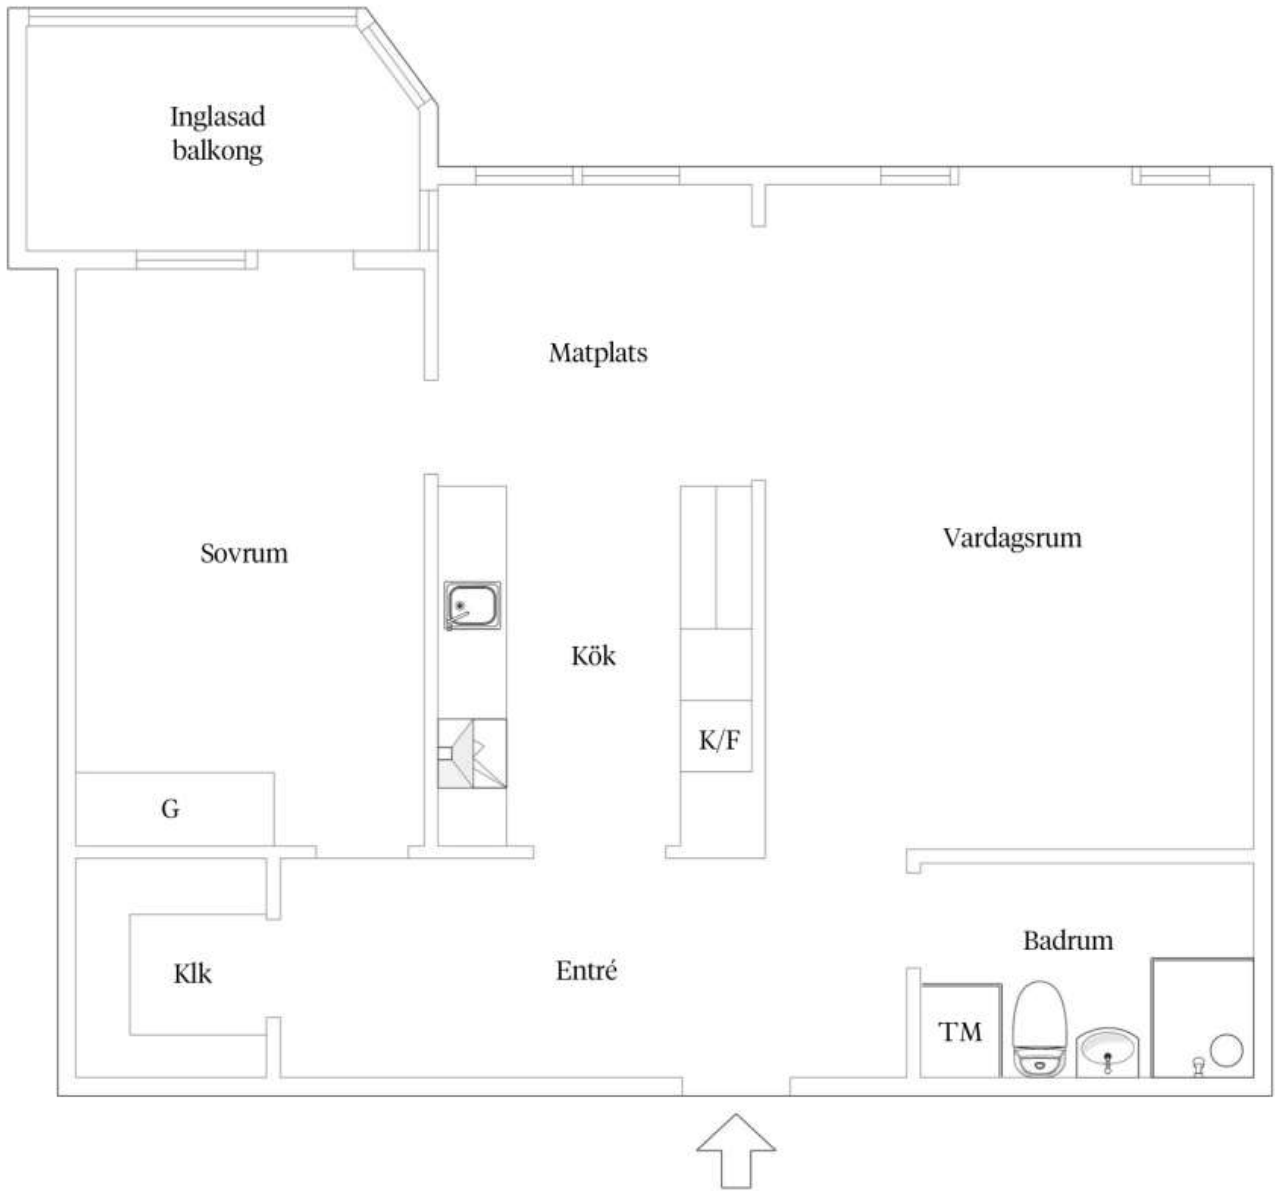 Inglasad
balkong
Matplats
Vardagsrum
Sovrum
Kök
K/F
G
Badrum
Klk
Entré
TM